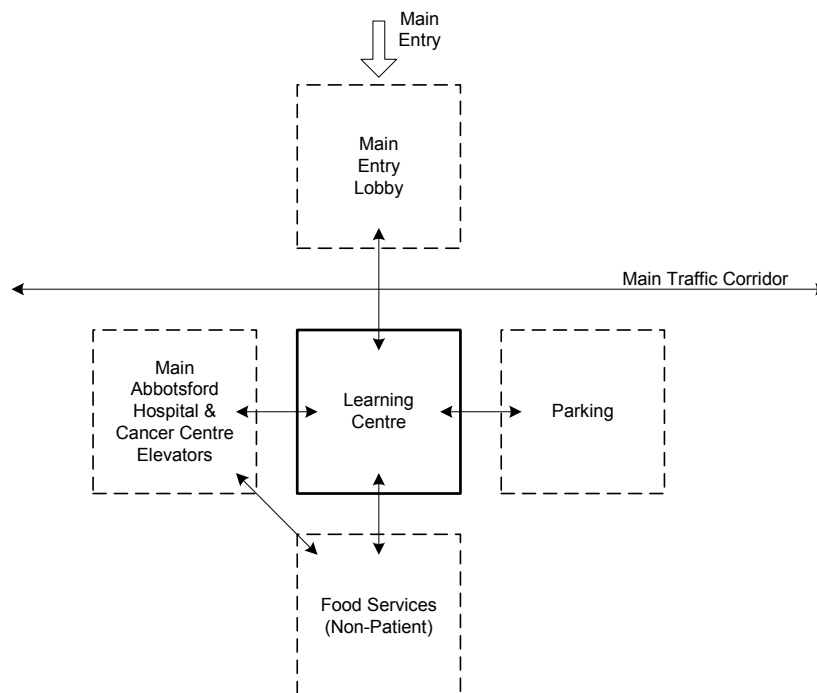 Main
Entry
Main
Entry
Lobby
Main Traffic Corridor
Main
Abbotsford
Hospital &
Cancer Centre
Elevators
Learning
Centre
Parking
Food Services
(Non-Patient)